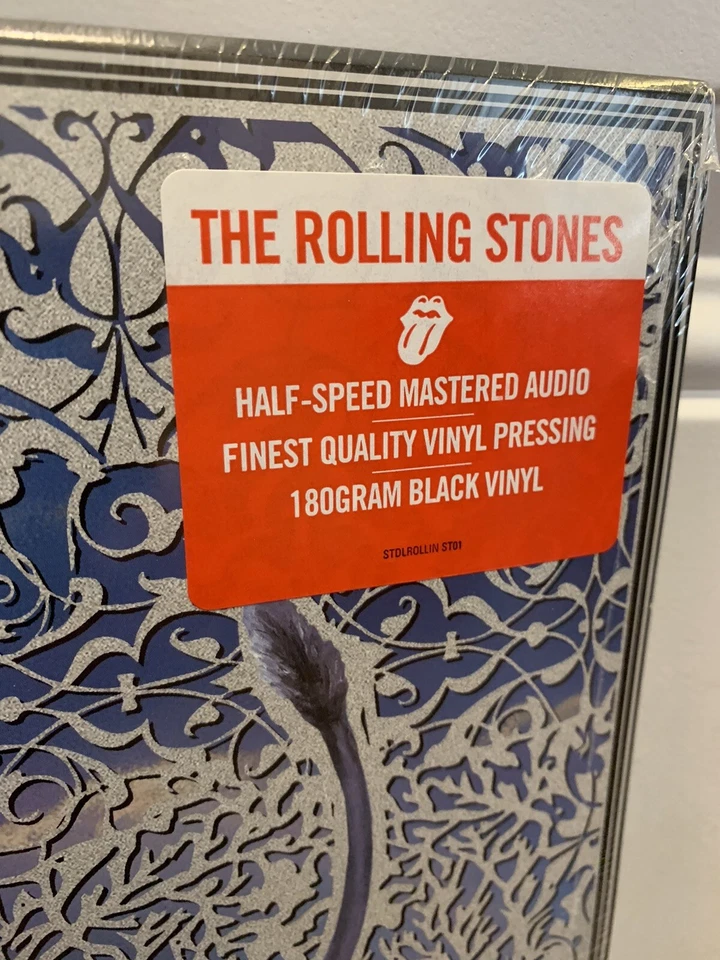 THE ROLLING STONES
HALF-SPEED MASTERED AUDIO
FINEST QUALITY VINYL PRESSING
180GRAM BLACK VINYL
STDLROLLIN ST01